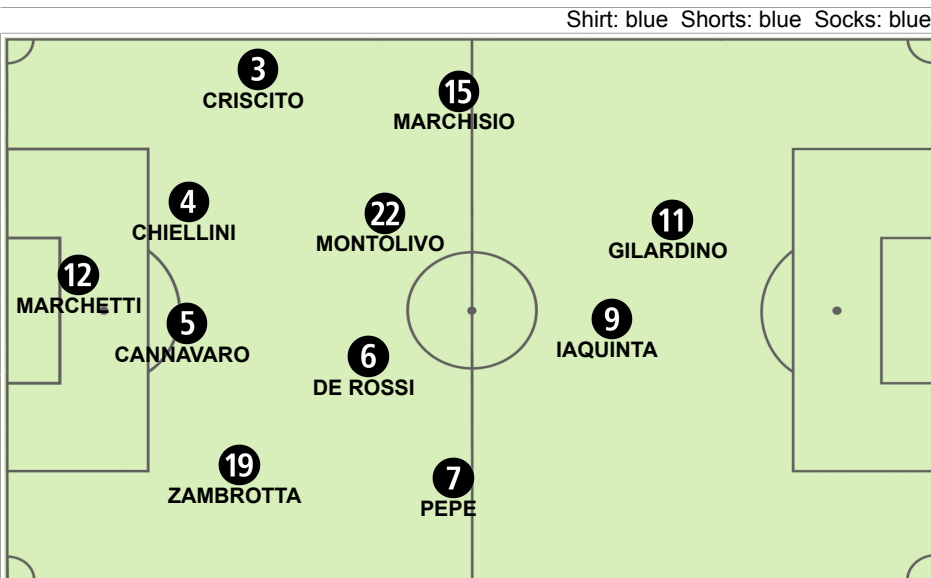 Shirt: blue Shorts: blue Socks: blue
3
CRISCITO
15
MARCHISIO
4
CHIELLINI
22
MONTOLIVO
11
GILARDINO
12
MARCHETTI
5
CANNAVARO
9
IAQUINTA
6
DE ROSSI
19
ZAMBROTTA
7
PEPE